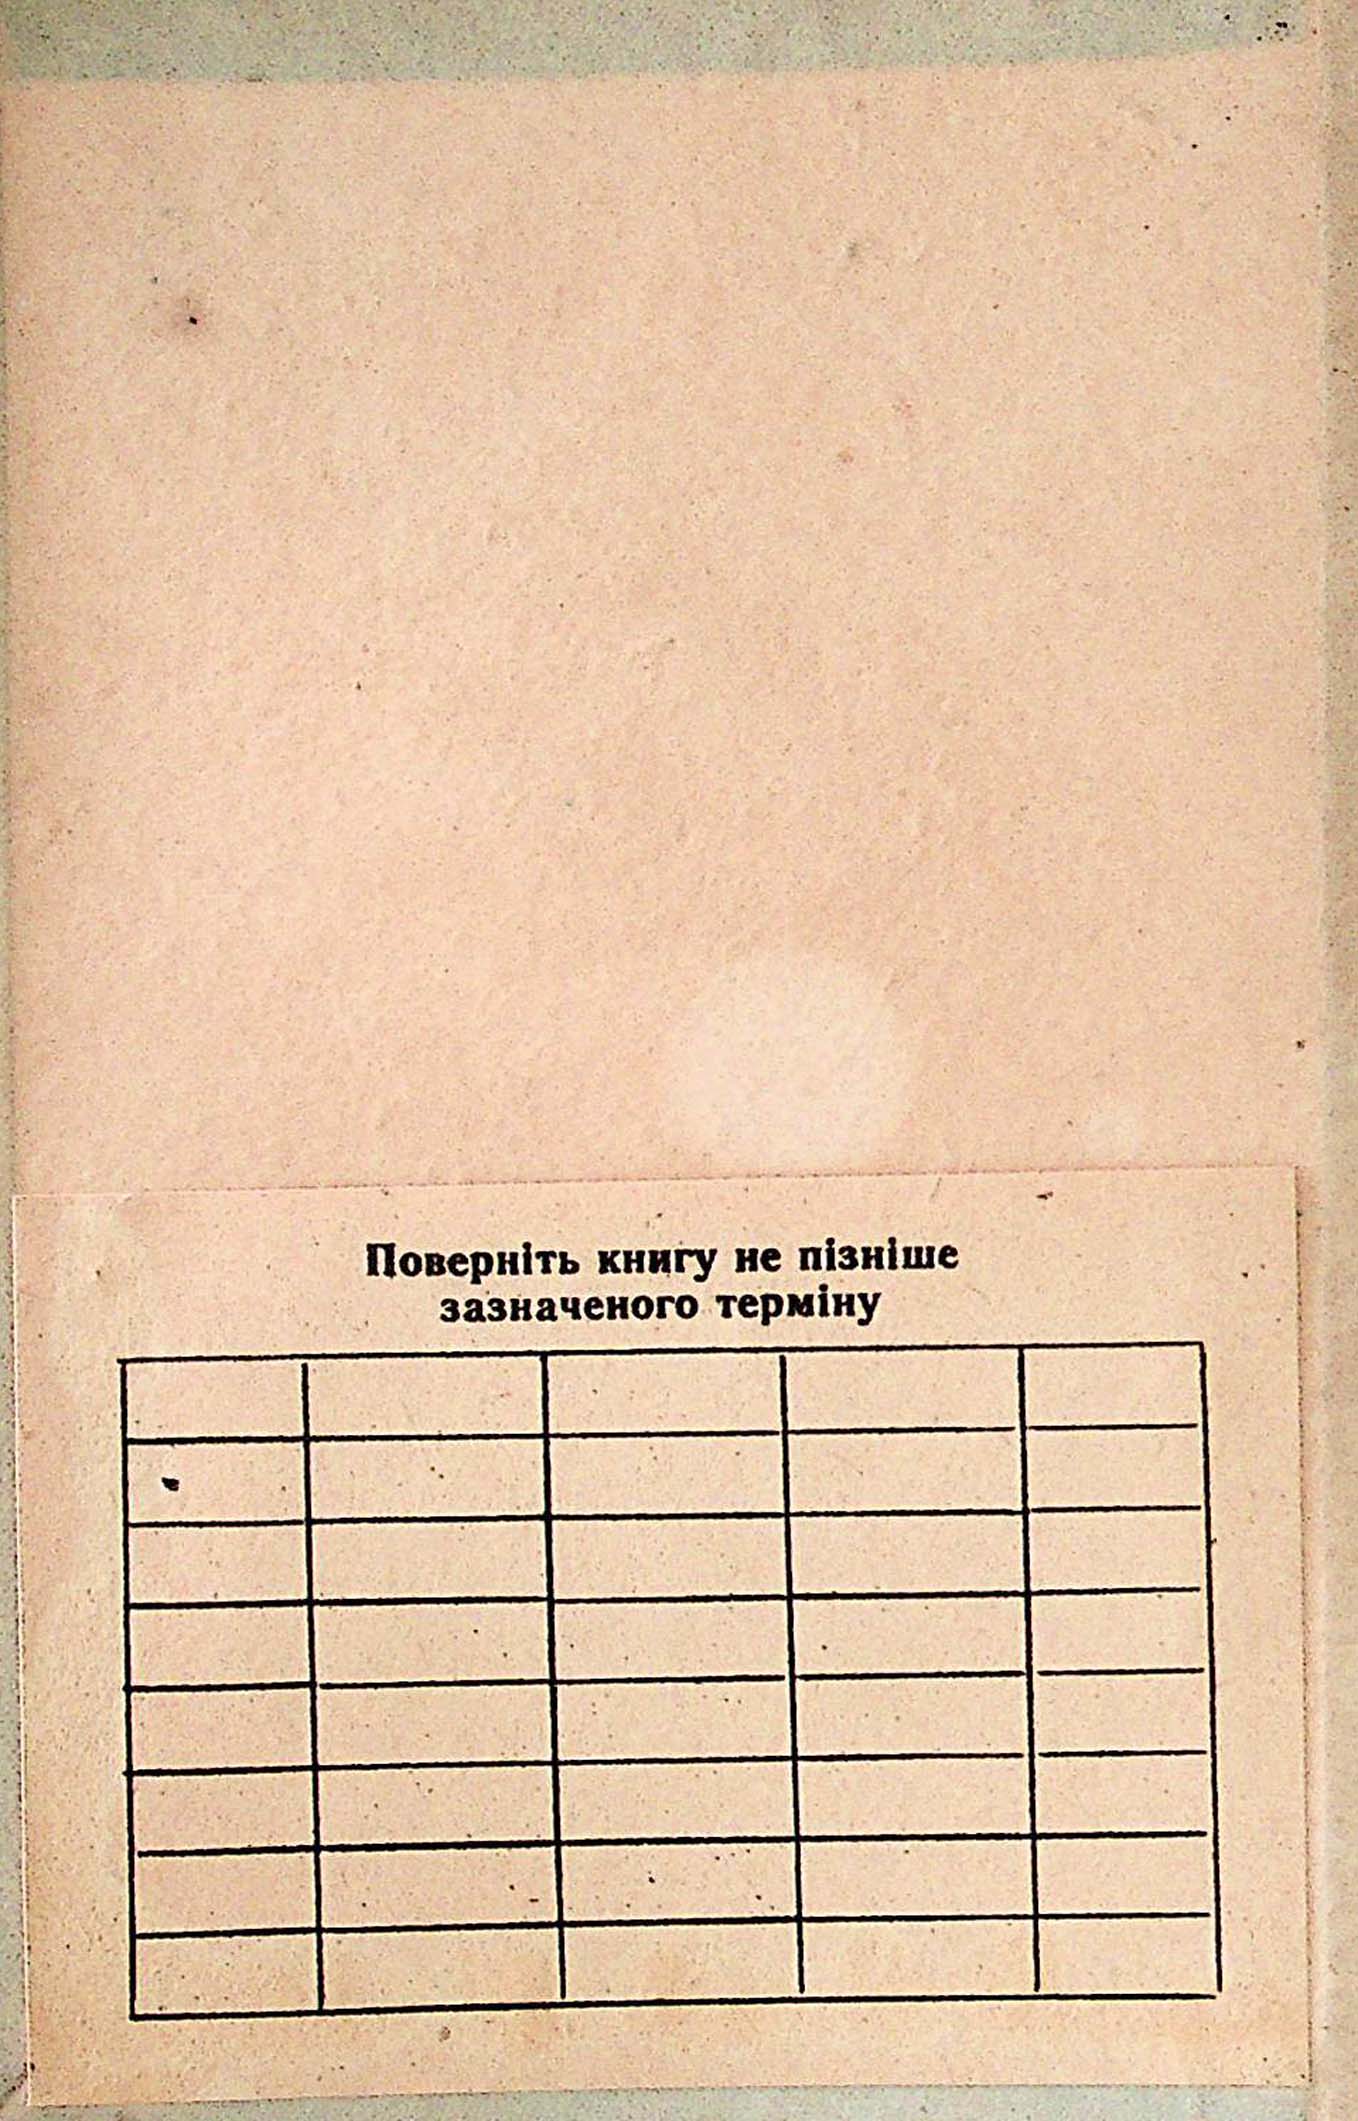 Поверніть книгу не пізніше
зазначеного терміну